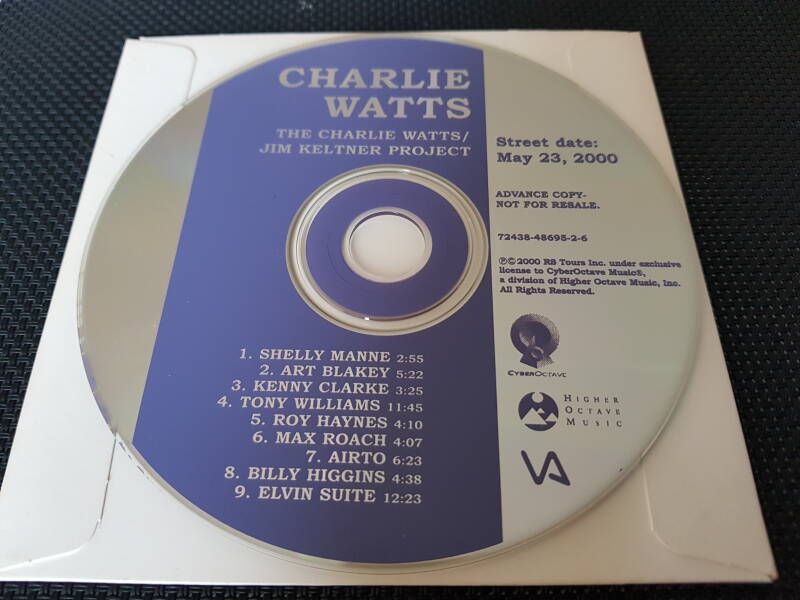 CHARLIE
WATTS
THE CHARLIE WATTS/
JIM KELTNER PROJECT
Street date:
May 23, 2000
ADVANCE COPY-
NOT FOR RESALE.
72438-48695-2-6
℗©2000 RS Tours Inc. under exclusive
license to CyberOctave Music®,
a division of Higher Octave Music, Inc.
All Rights Reserved.
1. SHELLY MANNE 2:55
2. ART BLAKEY 5:22
3. KENNY CLARKE 3:25
4. TONY WILLIAMS 11:45
5. ROY HAYNES 4:10
6. MAX ROACH 4:07
7. AIRTO 6:23
8. BILLY HIGGINS 4:38
9. ELVIN SUITE 12:23
CYBEROCTAVE
HIGHER
OCTAVE
MUSIC
VA